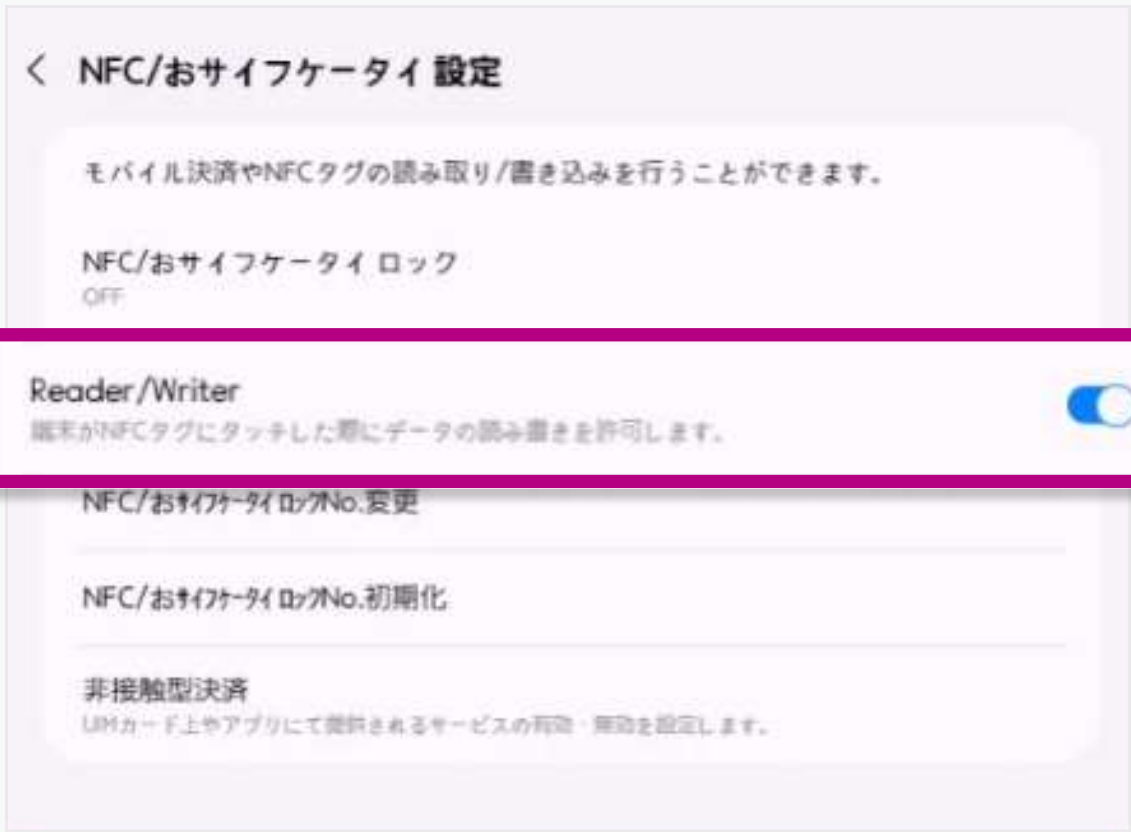 NFC/おサイフケータイ 設定
モバイル決済やNFCタグの読み取り/書き込みを行うことができます。
NFC/おサイフケータイ ロック
OFF
Reader/Writer
端末がNFCタグにタッチした際にデータの読み書きを許可します。
NFC/おｻｲﾌｹｰﾀｲ ﾛｯｸNo.変更
NFC/おｻｲﾌｹｰﾀｲ ﾛｯｸNo.初期化
非接触型決済
UIMカード上やアプリにて提供されるサービスの有効・無効を設定します。